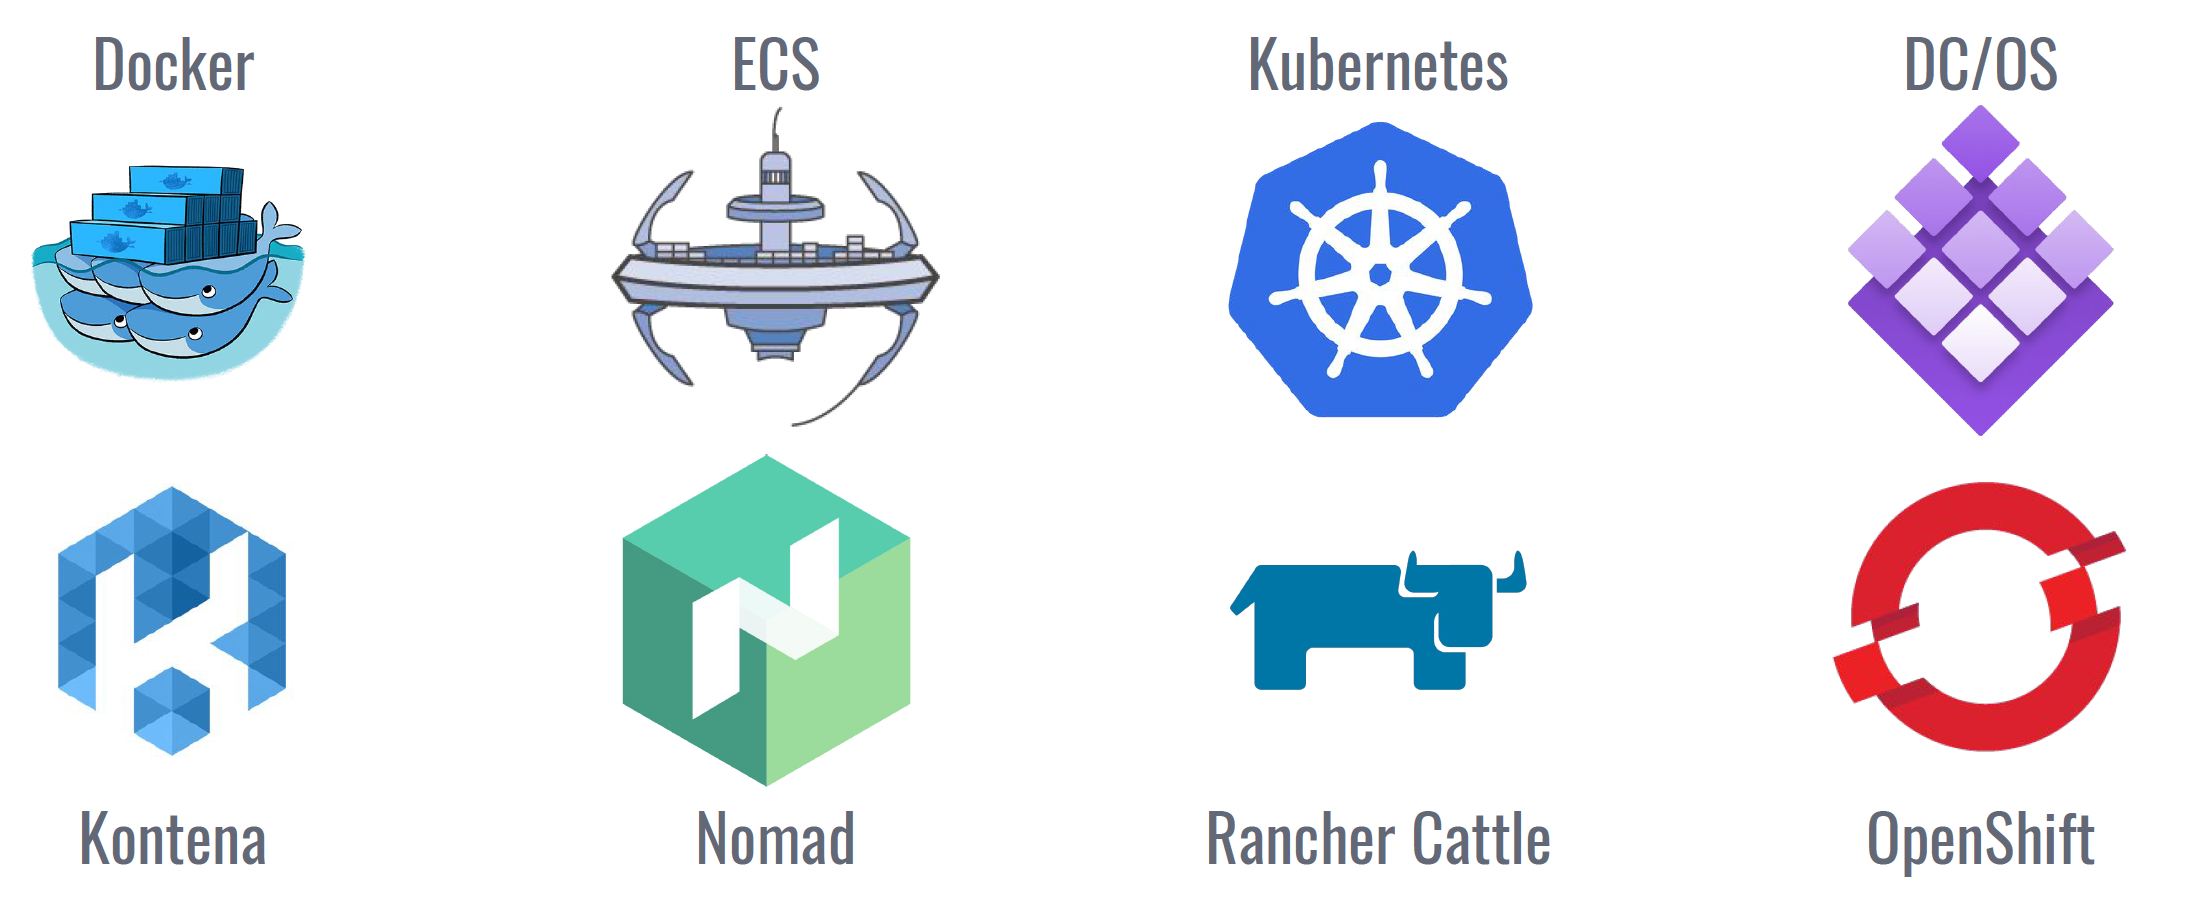 Docker
ECS
Kubernetes
DC/OS
Kontena
Nomad
Rancher Cattle
OpenShift